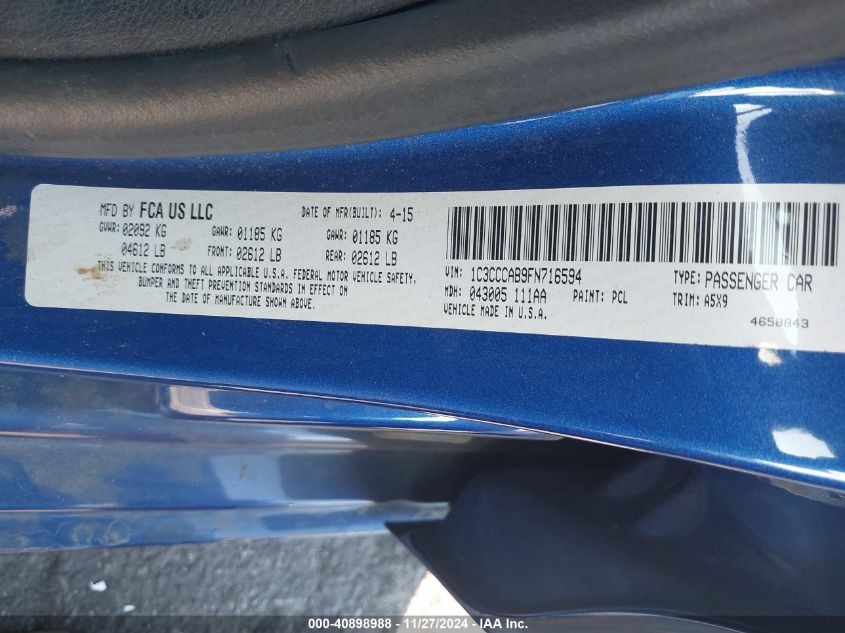 MFD BY FCA US LLC DATE OF MFR(BUILT): 4-15
GVWR: 02092 KG GAWR: 01185 KG GAWR: 01185 KG
04612 LB FRONT: 02612 LB REAR: 02612 LB
THIS VEHICLE CONFORMS TO ALL APPLICABLE U.S.A. FEDERAL MOTOR VEHICLE SAFETY,
BUMPER AND THEFT PREVENTION STANDARDS IN EFFECT ON
THE DATE OF MANUFACTURE SHOWN ABOVE.
VIN: 1C3CCCAB9FN716594 TYPE: PASSENGER CAR
MDH: 043005 111AA PAINT: PCL TRIM: A5X9
VEHICLE MADE IN U.S.A.
4658843
000-40898988 - 11/27/2024 - IAA Inc.